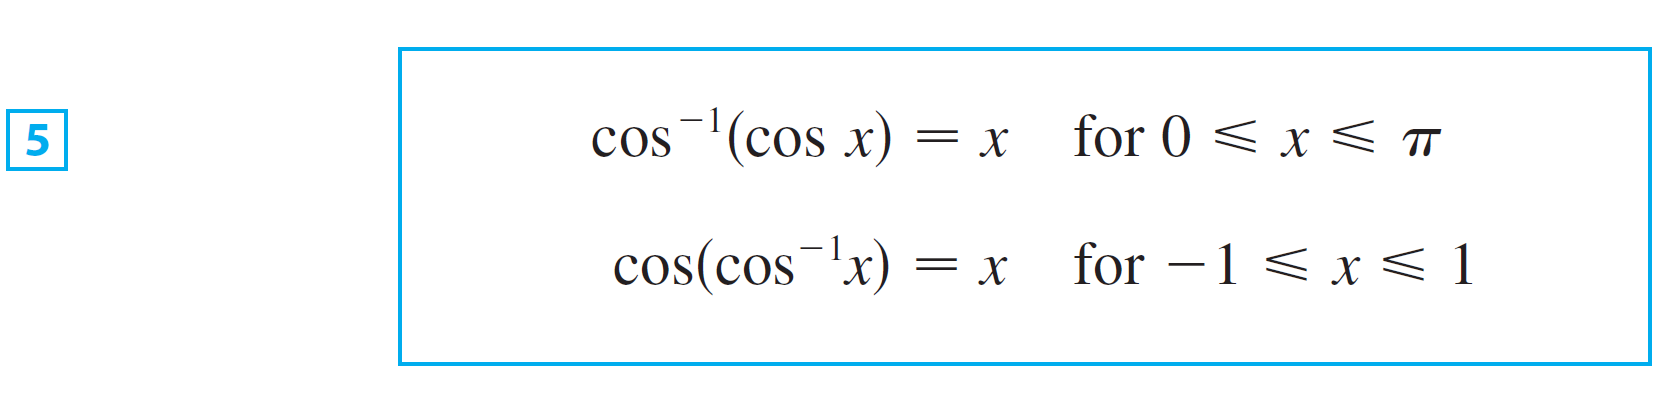 5
cos⁻¹(cos x) = x for 0 ⩽ x ⩽ π
cos(cos⁻¹x) = x for −1 ⩽ x ⩽ 1